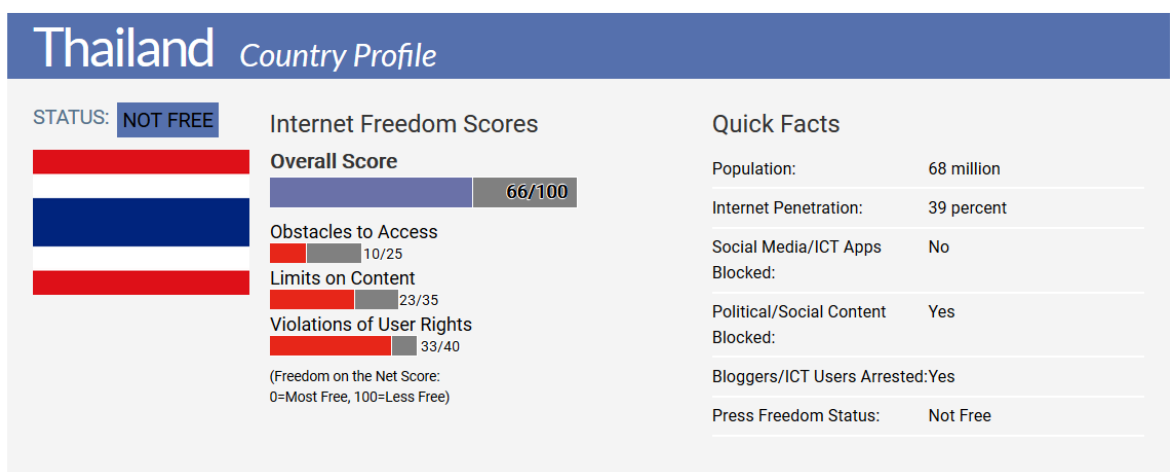 Thailand Country Profile
STATUS: NOT FREE
Internet Freedom Scores
Overall Score
66/100
Obstacles to Access
10/25
Limits on Content
23/35
Violations of User Rights
33/40
(Freedom on the Net Score:
0=Most Free, 100=Less Free)
Quick Facts
Population: 68 million
Internet Penetration: 39 percent
Social Media/ICT Apps No
Blocked:
Political/Social Content Yes
Blocked:
Bloggers/ICT Users Arrested:Yes
Press Freedom Status: Not Free